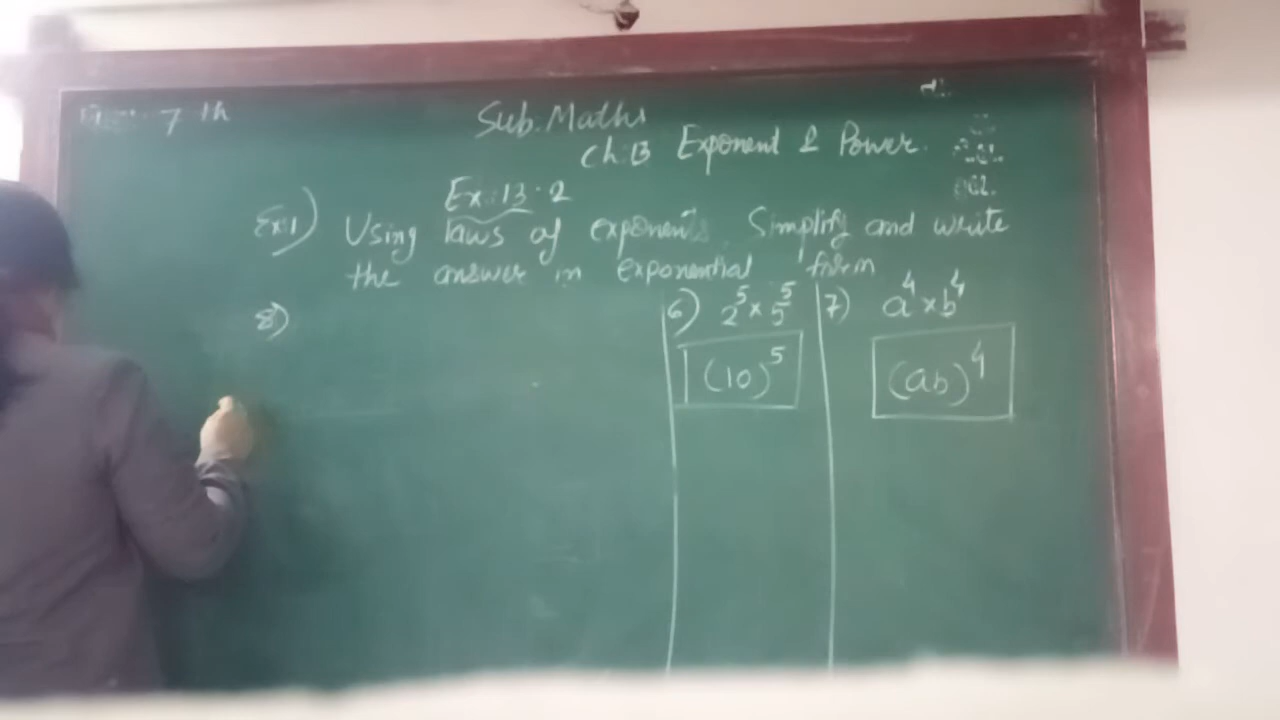 7 th
Sub: Maths
Ch:13 Exponent & Power.
Ex:13.2
Ex:1) Using laws of exponents Simplify and write
the answer in exponential form
8)
6) 2⁵ × 5⁵
(10)⁵
7) a⁴ × b⁴
(ab)⁴